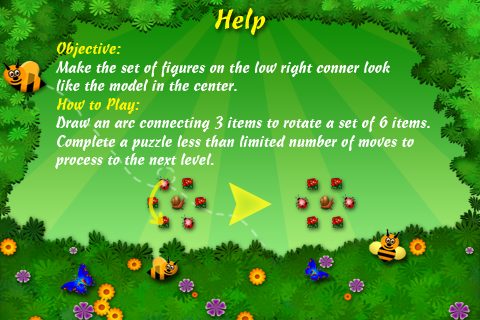 Help
Objective:
Make the set of figures on the low right conner look
like the model in the center.
How to Play:
Draw an arc connecting 3 items to rotate a set of 6 items.
Complete a puzzle less than limited number of moves to
process to the next level.